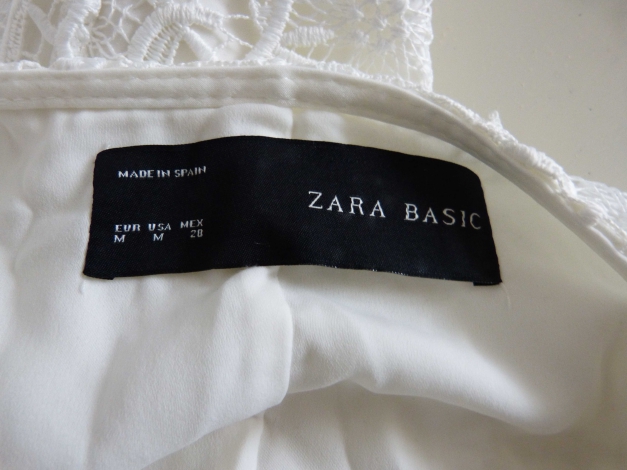 MADE IN SPAIN
ZARA BASIC
EUR USA MEX
M M 28